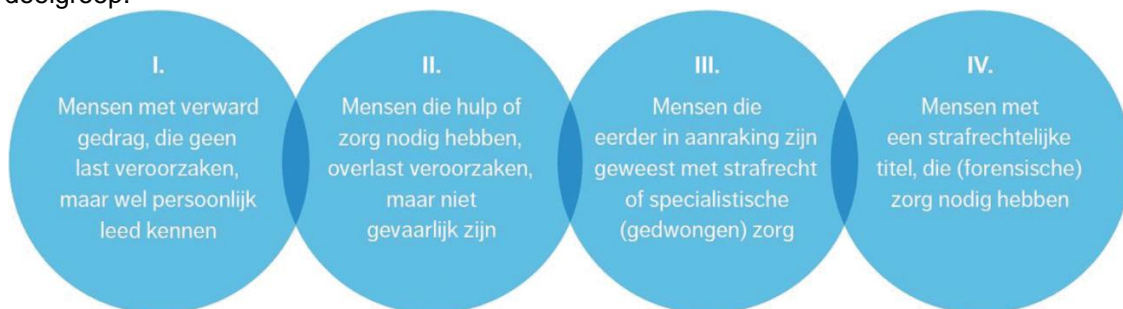 doelgroep.
I.
Mensen met verward
gedrag, die geen
last veroorzaken,
maar wel persoonlijk
leed kennen
II.
Mensen die hulp of
zorg nodig hebben,
overlast veroorzaken,
maar niet
gevaarlijk zijn
III.
Mensen die
eerder in aanraking zijn
geweest met strafrecht
of specialistische
(gedwongen) zorg
IV.
Mensen met
een strafrechtelijke
titel, die (forensische)
zorg nodig hebben